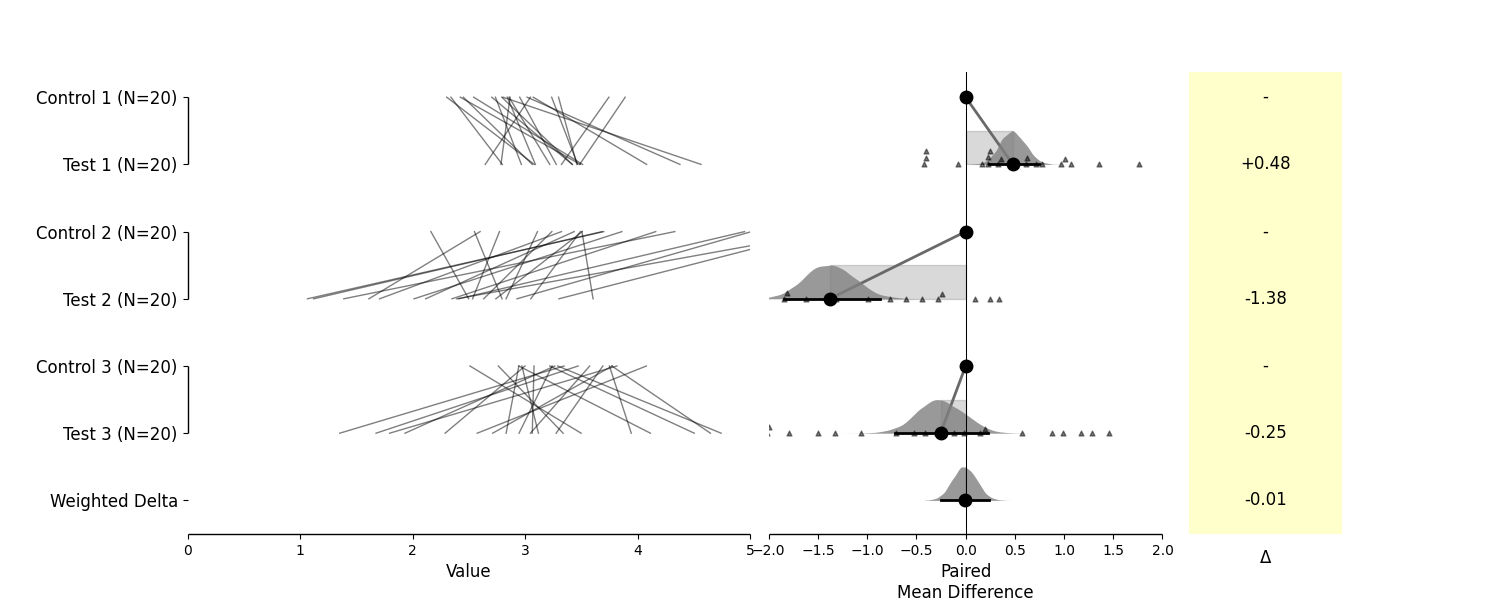 Control 1 (N=20)
-
Test 1 (N=20)
+0.48
Control 2 (N=20)
-
Test 2 (N=20)
-1.38
Control 3 (N=20)
-
Test 3 (N=20)
-0.25
Weighted Delta
-0.01
0 1 2 3 4 5
−2.0 −1.5 −1.0 −0.5 0.0 0.5 1.0 1.5 2.0
Value
Paired
Mean Difference
Δ